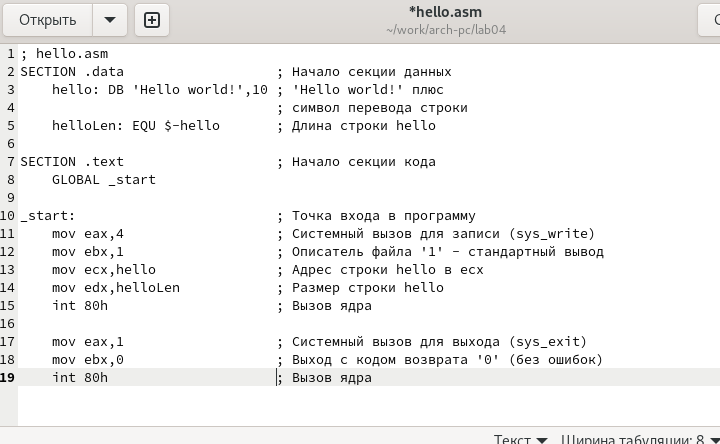 Открыть
*hello.asm
~/work/arch-pc/lab04
1 ; hello.asm
2 SECTION .data ; Начало секции данных
3 hello: DB 'Hello world!',10 ; 'Hello world!' плюс
4 ; символ перевода строки
5 helloLen: EQU $-hello ; Длина строки hello
6
7 SECTION .text ; Начало секции кода
8 GLOBAL _start
9
10 _start: ; Точка входа в программу
11 mov eax,4 ; Системный вызов для записи (sys_write)
12 mov ebx,1 ; Описатель файла '1' - стандартный вывод
13 mov ecx,hello ; Адрес строки hello в ecx
14 mov edx,helloLen ; Размер строки hello
15 int 80h ; Вызов ядра
16
17 mov eax,1 ; Системный вызов для выхода (sys_exit)
18 mov ebx,0 ; Выход с кодом возврата '0' (без ошибок)
19 int 80h ; Вызов ядра
Текст Ширина табуляции: 8